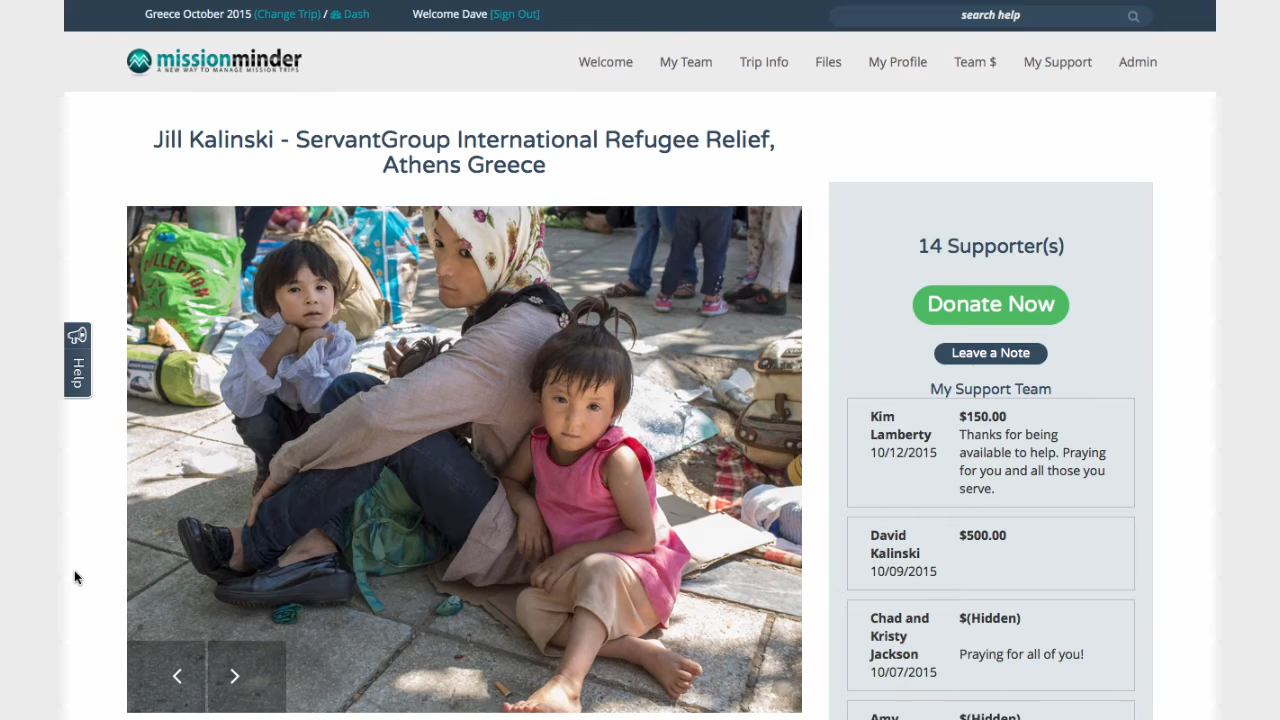 Greece October 2015 (Change Trip) / Dash
Welcome Dave [Sign Out]
search help
missionminder
A NEW WAY TO MANAGE MISSION TRIPS
Welcome
My Team
Trip Info
Files
My Profile
Team $
My Support
Admin
Jill Kalinski - ServantGroup International Refugee Relief,
Athens Greece
COLLECTION
Help
14 Supporter(s)
Donate Now
Leave a Note
My Support Team
Kim
Lamberty
10/12/2015
$150.00
Thanks for being
available to help. Praying
for you and all those you
serve.
David
Kalinski
10/09/2015
$500.00
Chad and
Kristy
Jackson
10/07/2015
$(Hidden)
Praying for all of you!
Amy
$(Hidden)